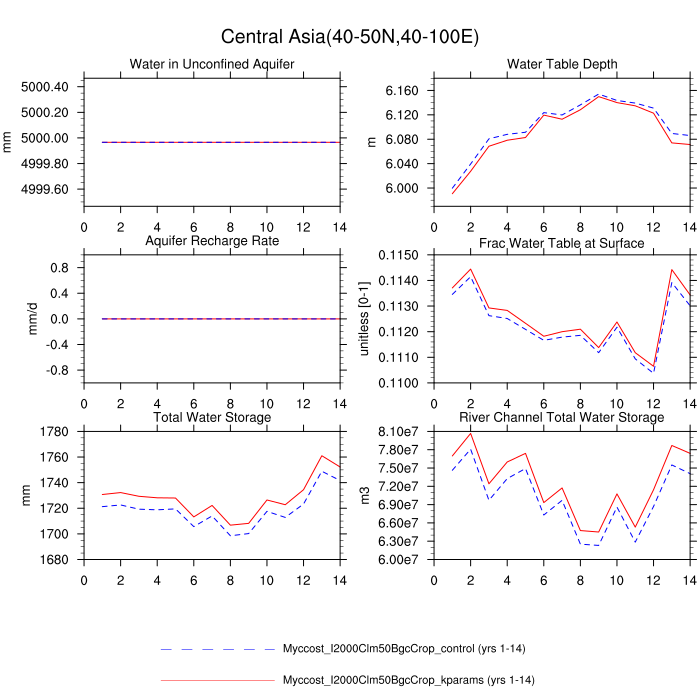 Central Asia(40-50N,40-100E)
Water in Unconfined Aquifer
5000.40
5000.20
5000.00
4999.80
4999.60
mm
0 2 4 6 8 10 12 14
Water Table Depth
6.160
6.120
6.080
6.040
6.000
m
0 2 4 6 8 10 12 14
Aquifer Recharge Rate
0.8
0.4
0.0
-0.4
-0.8
mm/d
0 2 4 6 8 10 12 14
Frac Water Table at Surface
0.1150
0.1140
0.1130
0.1120
0.1110
0.1100
unitless [0-1]
0 2 4 6 8 10 12 14
Total Water Storage
1780
1760
1740
1720
1700
1680
mm
0 2 4 6 8 10 12 14
River Channel Total Water Storage
8.10e7
7.80e7
7.50e7
7.20e7
6.90e7
6.60e7
6.30e7
6.00e7
m3
0 2 4 6 8 10 12 14
Myccost_I2000Clm50BgcCrop_control (yrs 1-14)
Myccost_I2000Clm50BgcCrop_kparams (yrs 1-14)